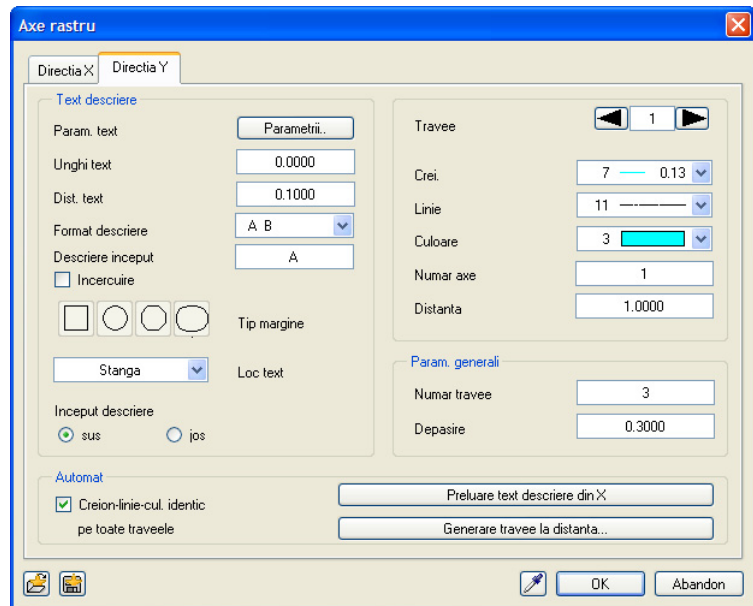 Axe rastru
Directia X
Directia Y
Text descriere
Param. text
Parametrii..
Unghi text
0.0000
Dist. text
0.1000
Format descriere
A B
Descriere inceput
A
Incercuire
Tip margine
Stanga
Loc text
Inceput descriere
sus
jos
Travee
1
Crei.
7
0.13
Linie
11
Culoare
3
Numar axe
1
Distanta
1.0000
Param. generali
Numar travee
3
Depasire
0.3000
Automat
Creion-linie-cul. identic
pe toate traveele
Preluare text descriere din X
Generare travee la distanta...
OK
Abandon